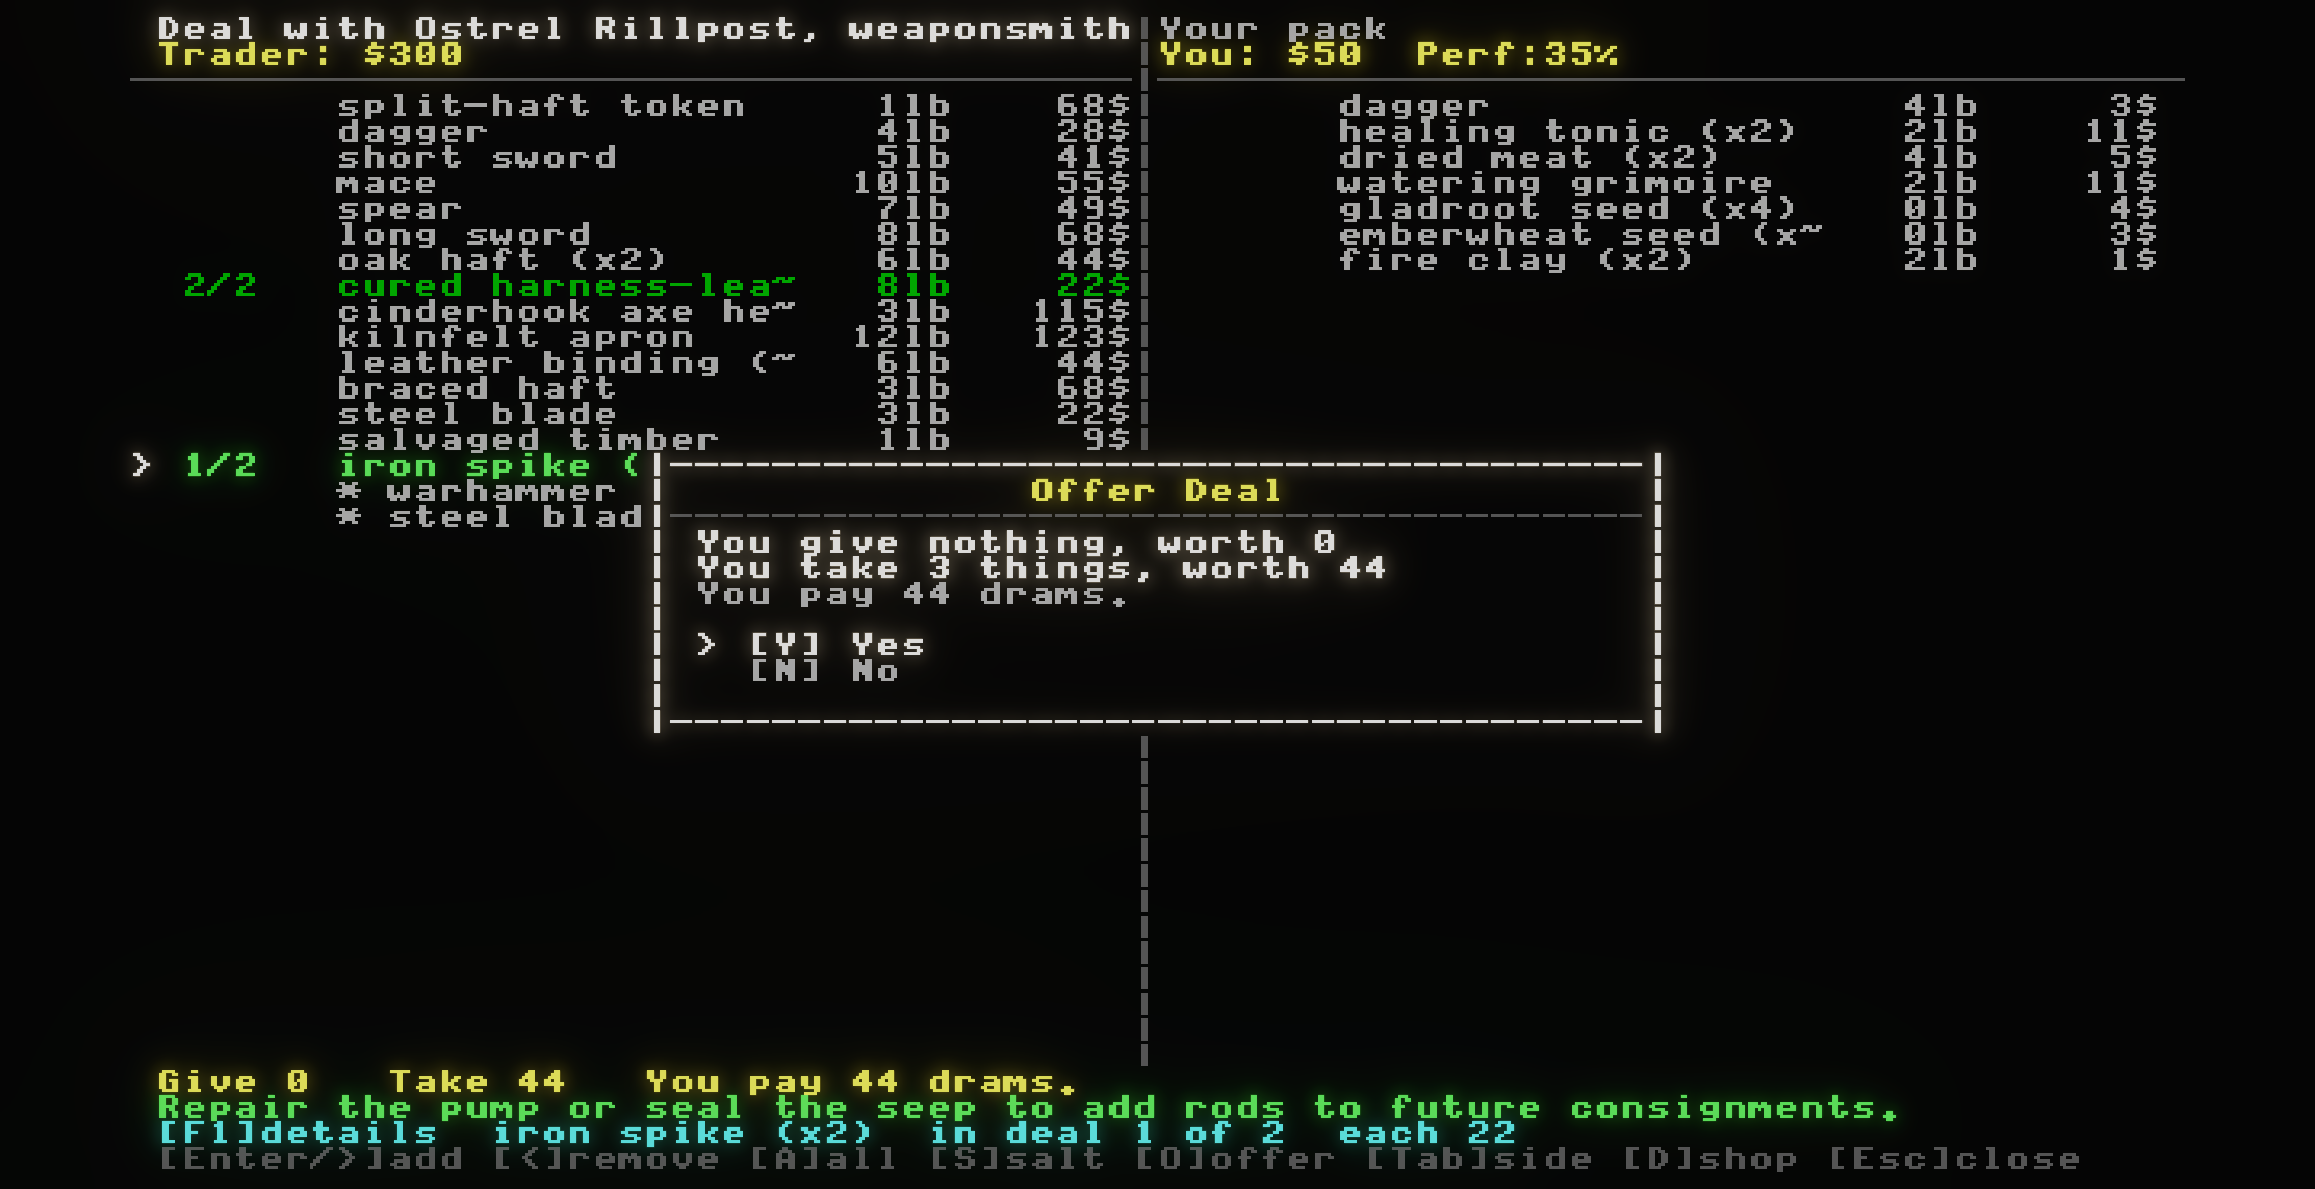 Deal with Ostrel Rillpost, weaponsmith
Trader: $300
split-haft token 1lb 68$
dagger 4lb 28$
short sword 5lb 41$
mace 10lb 55$
spear 7lb 49$
long sword 8lb 68$
oak haft (x2) 6lb 44$
2/2 cured harness-lea~ 8lb 22$
cinderhook axe he~ 3lb 115$
kilnfelt apron 12lb 123$
leather binding (~ 6lb 44$
braced haft 3lb 68$
steel blade 3lb 22$
salvaged timber 1lb 9$
> 1/2 iron spike (
* warhammer
* steel blad
Your pack
You: $50 Perf:35%
dagger 4lb 3$
healing tonic (x2) 2lb 11$
dried meat (x2) 4lb 5$
watering grimoire 2lb 11$
gladroot seed (x4) 0lb 4$
emberwheat seed (x~ 0lb 3$
fire clay (x2) 2lb 1$
Offer Deal
You give nothing, worth 0
You take 3 things, worth 44
You pay 44 drams.
> [Y] Yes
[N] No
Give 0 Take 44 You pay 44 drams.
Repair the pump or seal the seep to add rods to future consignments.
[F1]details iron spike (x2) in deal 1 of 2 each 22
[Enter/>]add [<]remove [A]all [S]salt [O]offer [Tab]side [D]shop [Esc]close